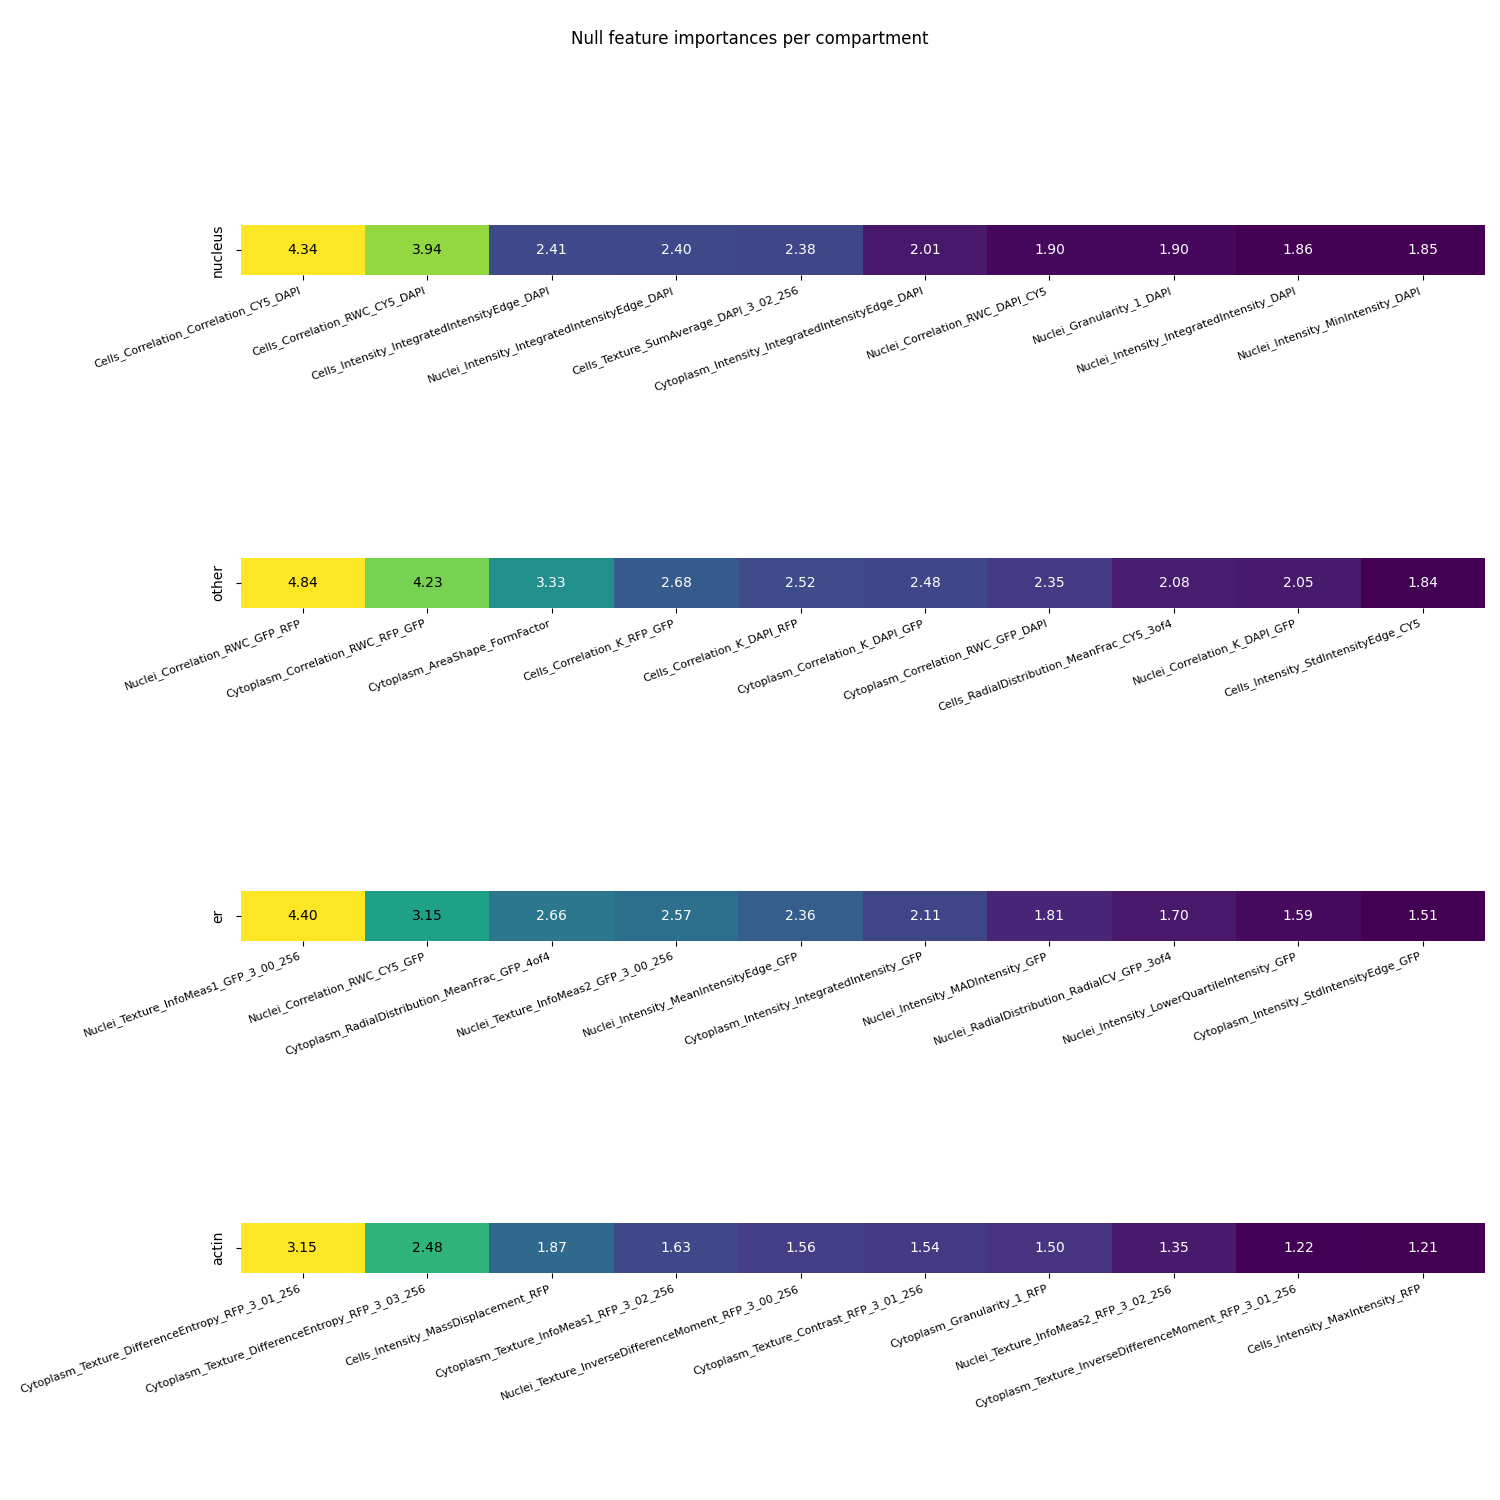 Null feature importances per compartment
nucleus
4.34 3.94 2.41 2.40 2.38 2.01 1.90 1.90 1.86 1.85
Cells_Correlation_Correlation_CY5_DAPI
Cells_Correlation_RWC_CY5_DAPI
Cells_Intensity_IntegratedIntensityEdge_DAPI
Nuclei_Intensity_IntegratedIntensityEdge_DAPI
Cells_Texture_SumAverage_DAPI_3_02_256
Cytoplasm_Intensity_IntegratedIntensityEdge_DAPI
Nuclei_Correlation_RWC_DAPI_CY5
Nuclei_Granularity_1_DAPI
Nuclei_Intensity_IntegratedIntensity_DAPI
Nuclei_Intensity_MinIntensity_DAPI
other
4.84 4.23 3.33 2.68 2.52 2.48 2.35 2.08 2.05 1.84
Nuclei_Correlation_RWC_GFP_RFP
Cytoplasm_Correlation_RWC_RFP_GFP
Cytoplasm_AreaShape_FormFactor
Cells_Correlation_K_RFP_GFP
Cells_Correlation_K_DAPI_RFP
Cytoplasm_Correlation_K_DAPI_GFP
Cytoplasm_Correlation_RWC_GFP_DAPI
Cells_RadialDistribution_MeanFrac_CY5_3of4
Nuclei_Correlation_K_DAPI_GFP
Cells_Intensity_StdIntensityEdge_CY5
er
4.40 3.15 2.66 2.57 2.36 2.11 1.81 1.70 1.59 1.51
Nuclei_Texture_InfoMeas1_GFP_3_00_256
Nuclei_Correlation_RWC_CY5_GFP
Cytoplasm_RadialDistribution_MeanFrac_GFP_4of4
Nuclei_Texture_InfoMeas2_GFP_3_00_256
Nuclei_Intensity_MeanIntensityEdge_GFP
Cytoplasm_Intensity_IntegratedIntensity_GFP
Nuclei_Intensity_MADIntensity_GFP
Nuclei_RadialDistribution_RadialCV_GFP_3of4
Nuclei_Intensity_LowerQuartileIntensity_GFP
Cytoplasm_Intensity_StdIntensityEdge_GFP
actin
3.15 2.48 1.87 1.63 1.56 1.54 1.50 1.35 1.22 1.21
Cytoplasm_Texture_DifferenceEntropy_RFP_3_01_256
Cytoplasm_Texture_DifferenceEntropy_RFP_3_03_256
Cells_Intensity_MassDisplacement_RFP
Cytoplasm_Texture_InfoMeas1_RFP_3_02_256
Nuclei_Texture_InverseDifferenceMoment_RFP_3_00_256
Cytoplasm_Texture_Contrast_RFP_3_01_256
Cytoplasm_Granularity_1_RFP
Nuclei_Texture_InfoMeas2_RFP_3_02_256
Cytoplasm_Texture_InverseDifferenceMoment_RFP_3_01_256
Cells_Intensity_MaxIntensity_RFP